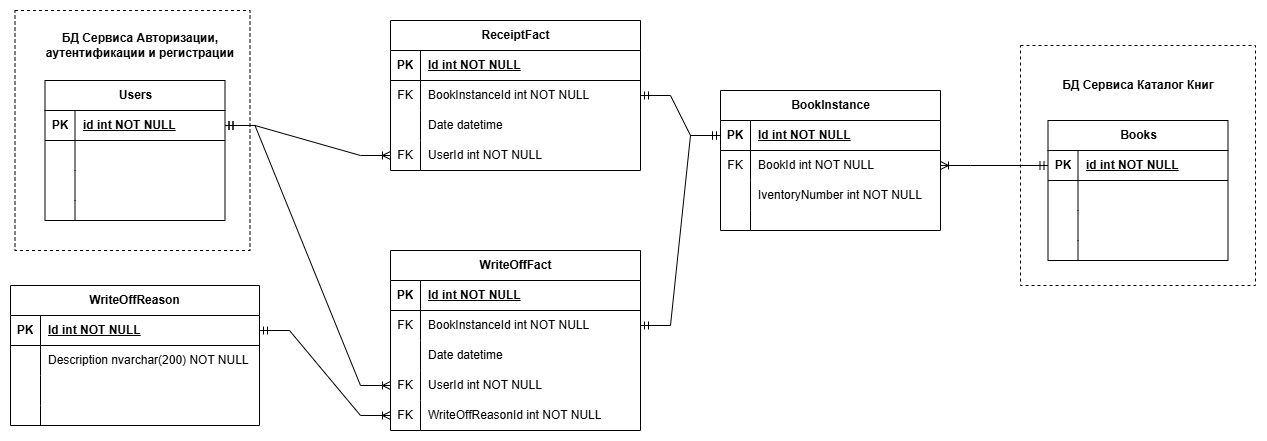 БД Сервиса Авторизации,
аутентификации и регистрации
Users
PK id int NOT NULL
ReceiptFact
PK Id int NOT NULL
FK BookInstanceId int NOT NULL
Date datetime
FK UserId int NOT NULL
BookInstance
PK Id int NOT NULL
FK BookId int NOT NULL
IventoryNumber int NOT NULL
БД Сервиса Каталог Книг
Books
PK id int NOT NULL
WriteOffReason
PK Id int NOT NULL
Description nvarchar(200) NOT NULL
WriteOffFact
PK Id int NOT NULL
FK BookInstanceId int NOT NULL
Date datetime
FK UserId int NOT NULL
FK WriteOffReasonId int NOT NULL